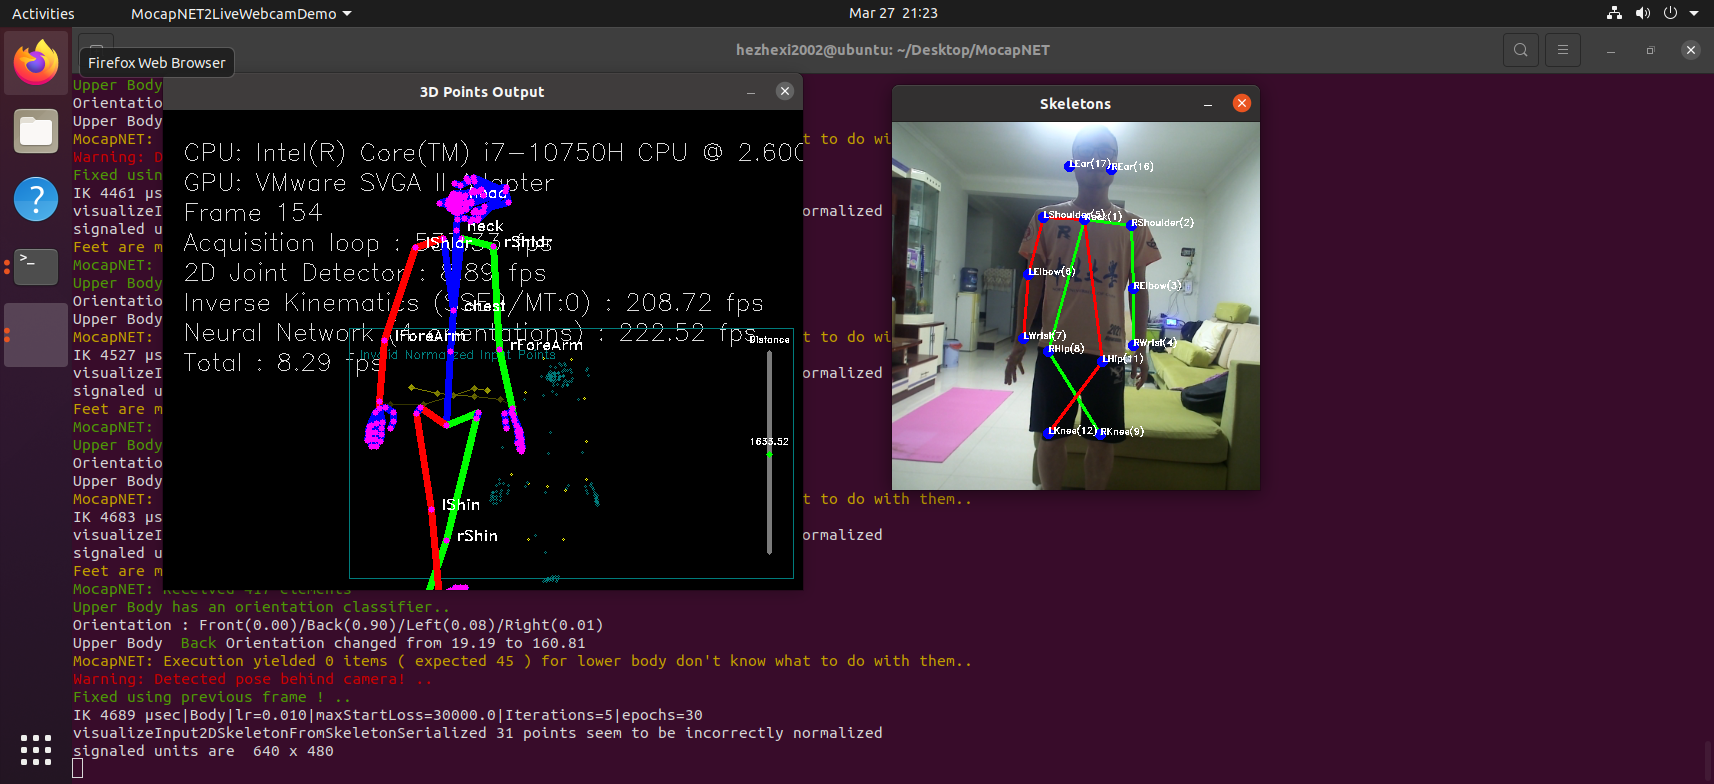 Activities
MocapNET2LiveWebcamDemo
Mar 27 21:23
hezhexi2002@ubuntu: ~/Desktop/MocapNET
Firefox Web Browser
3D Points Output
Skeletons
CPU: Intel(R) Core(TM) i7-10750H CPU @ 2.60
GPU: VMware SVGA II Adapter
Frame 154
Acquisition loop : fps
2D Joint Detector : 8.89 fps
Inverse Kinematics : 208.72 fps
Neural Network (4 orientations) : 222.52 fps
Total : 8.29 fps
Invalid Normalized Input Points
head
neck
lShldr
rShldr
chest
lForeArm
rForeArm
lShin
rShin
Distance
1633.52
LEar(17)
REar(16)
LShoulder(5)
Neck(1)
RShoulder(2)
LElbow(6)
RElbow(3)
LWrist(7)
RWrist(4)
RHip(8)
LHip(11)
LKnee(12)
RKnee(9)
Upper Body
Orientatio
Upper Body
MocapNET: t to do wi
Warning: D
Fixed usin
IK 4461 µs
visualizeI ormalized
signaled u
Feet are m
MocapNET:
Upper Body
Orientatio
Upper Body
MocapNET: t to do wi
IK 4527 µs
visualizeI ormalized
signaled u
Feet are m
MocapNET:
Upper Body
Orientatio
Upper Body
MocapNET: t to do with them..
IK 4683 µs
visualizeI ormalized
signaled u
Feet are m
MocapNET: Received 417 elements
Upper Body has an orientation classifier..
Orientation : Front(0.00)/Back(0.90)/Left(0.08)/Right(0.01)
Upper Body  Back Orientation changed from 19.19 to 160.81
MocapNET: Execution yielded 0 items ( expected 45 ) for lower body don't know what to do with them..
Warning: Detected pose behind camera! ..
Fixed using previous frame ! ..
IK 4689 µsec|Body|lr=0.010|maxStartLoss=30000.0|Iterations=5|epochs=30
visualizeInput2DSkeletonFromSkeletonSerialized 31 points seem to be incorrectly normalized
signaled units are  640 x 480